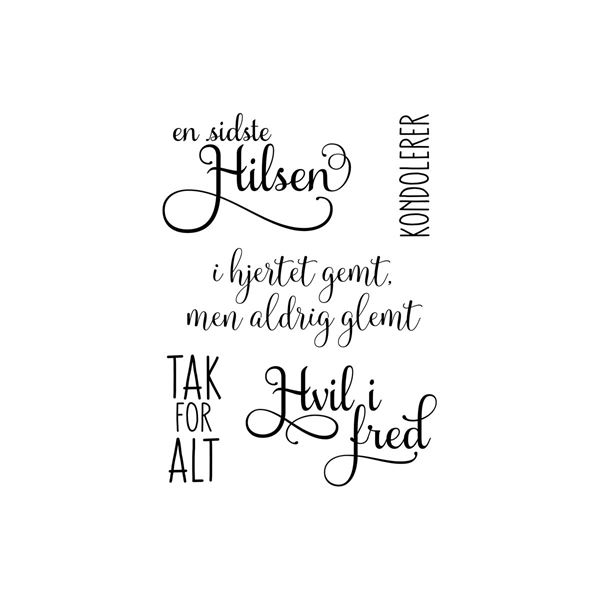 en sidste
Hilsen
KONDOLERER
i hjertet gemt,
men aldrig glemt
TAK
FOR
ALT
Hvil i
fred